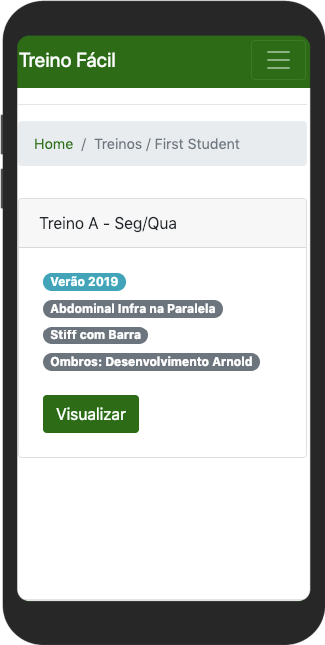 Treino Fácil
Home / Treinos / First Student
Treino A - Seg/Qua
Verão 2019
Abdominal Infra na Paralela
Stiff com Barra
Ombros: Desenvolvimento Arnold
Visualizar